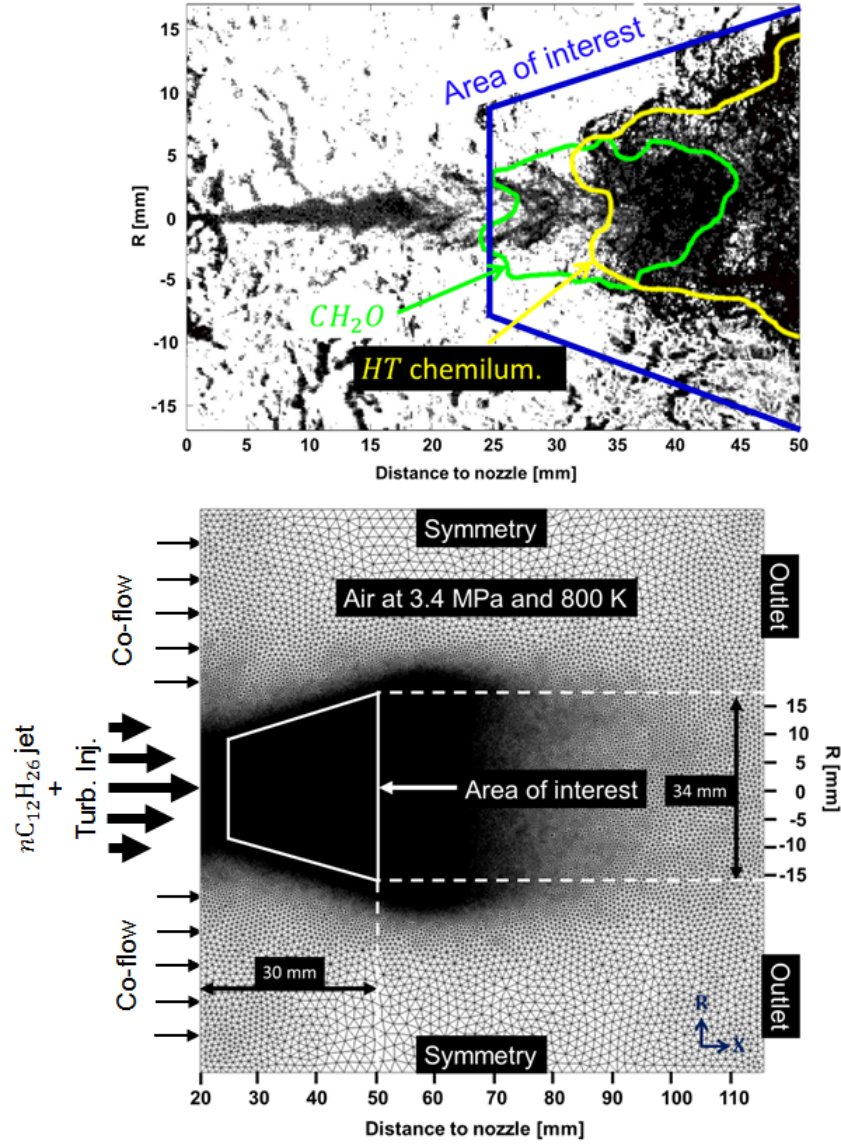 15
10
5
0
-5
-10
-15
R [mm]
Area of interest
CH₂O
HT chemilum.
0 5 10 15 20 25 30 35 40 45 50
Distance to nozzle [mm]
Symmetry
Air at 3.4 MPa and 800 K
Co-flow
Outlet
nC₁₂H₂₆ jet
+
Turb. Inj.
Area of interest
34 mm
15
10
5
0
-5
-10
-15
R [mm]
Co-flow
30 mm
Outlet
R
X
Symmetry
20 30 40 50 60 70 80 90 100 110
Distance to nozzle [mm]